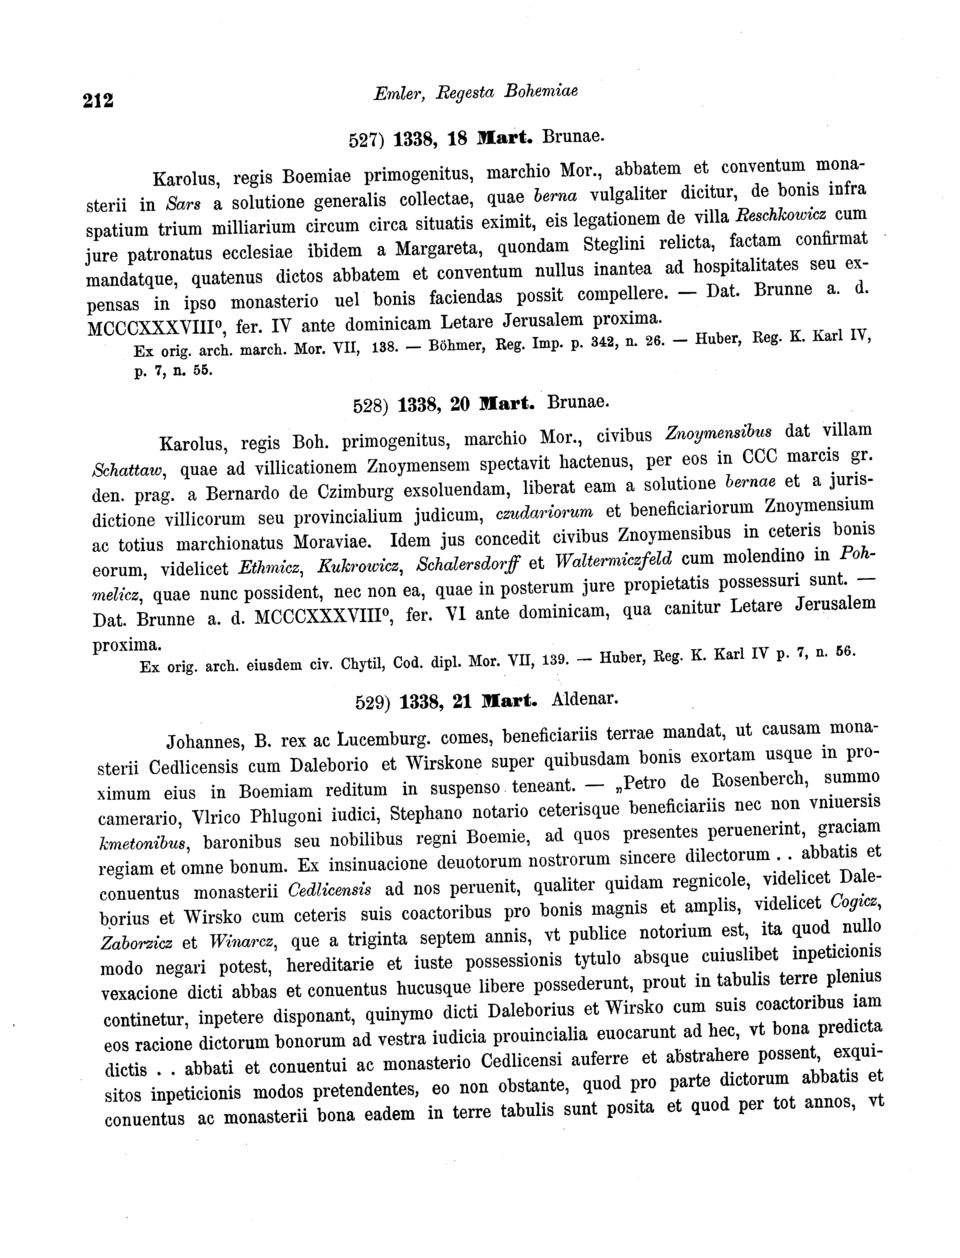 212
Emler, Regesta Bohemiae
527) 1338, 18 Mart. Brunae.
Karolus, regis Boemiae primogenitus, marchio Mor., abbatem et conventum mona-
sterii in Sars a solutione generalis collectae, quae berna vulgaliter dicitur, de bonis infra
spatium trium milliarium circum circa situatis eximit, eis legationem de villa Reschkowicz cum
jure patronatus ecclesiae ibidem a Margareta, quondam Steglini relicta, factam confirmat
mandatque, quatenus dictos abbatem et conventum nullus inantea ad hospitalitates seu ex-
pensas in ipso monasterio uel bonis faciendas possit compellere. — Dat. Brunne a. d.
MCCCXXXVIIIº, fer. IV ante dominicam Letare Jerusalem proxima.
Ex orig. arch. march. Mor. VII, 138. — Böhmer, Reg. Imp. p. 342, n. 26. — Huber, Reg. K. Karl IV,
p. 7, n. 55.
528) 1338, 20 Mart. Brunae.
Karolus, regis Boh. primogenitus, marchio Mor., civibus Znoymensibus dat villam
Schattaw, quae ad villicationem Znoymensem spectavit hactenus, per eos in CCC marcis gr.
den. prag. a Bernardo de Czimburg exsoluendam, liberat eam a solutione bernae et a juris-
dictione villicorum seu provincialium judicum, czudariorum et beneficiariorum Znoymensium
ac totius marchionatus Moraviae. Idem jus concedit civibus Znoymensibus in ceteris bonis
eorum, videlicet Ethmicz, Kukrowicz, Schalersdorff et Waltermiczfeld cum molendino in Poh-
melicz, quae nunc possident, nec non ea, quae in posterum jure propietatis possessuri sunt. —
Dat. Brunne a. d. MCCCXXXVIIIº, fer. VI ante dominicam, qua canitur Letare Jerusalem
proxima.
Ex orig. arch. eiusdem civ. Chytil, Cod. dipl. Mor. VII, 139. — Huber, Reg. K. Karl IV p. 7, n. 56.
529) 1338, 21 Mart. Aldenar.
Johannes, B. rex ac Lucemburg. comes, beneficiariis terrae mandat, ut causam mona-
sterii Cedlicensis cum Daleborio et Wirskone super quibusdam bonis exortam usque in pro-
ximum eius in Boemiam reditum in suspenso teneant. — „Petro de Rosenberch, summo
camerario, Vlrico Phlugoni iudici, Stephano notario ceterisque beneficiariis nec non vniuersis
kmetonibus, baronibus seu nobilibus regni Boemie, ad quos presentes peruenerint, graciam
regiam et omne bonum. Ex insinuacione deuotorum nostrorum sincere dilectorum . . abbatis et
conuentus monasterii Cedlicensis ad nos peruenit, qualiter quidam regnicole, videlicet Dale-
borius et Wirsko cum ceteris suis coactoribus pro bonis magnis et amplis, videlicet Cogicz,
Zaborzicz et Winarcz, que a triginta septem annis, vt publice notorium est, ita quod nullo
modo negari potest, hereditarie et iuste possessionis tytulo absque cuiuslibet inpeticionis
vexacione dicti abbas et conuentus hucusque libere possederunt, prout in tabulis terre plenius
continetur, inpetere disponant, quinymo dicti Daleborius et Wirsko cum suis coactoribus iam
eos racione dictorum bonorum ad vestra iudicia prouincialia euocarunt ad hec, vt bona predicta
dictis . . abbati et conuentui ac monasterio Cedlicensi auferre et abstrahere possent, exqui-
sitos inpeticionis modos pretendentes, eo non obstante, quod pro parte dictorum abbatis et
conuentus ac monasterii bona eadem in terre tabulis sunt posita et quod per tot annos, vt